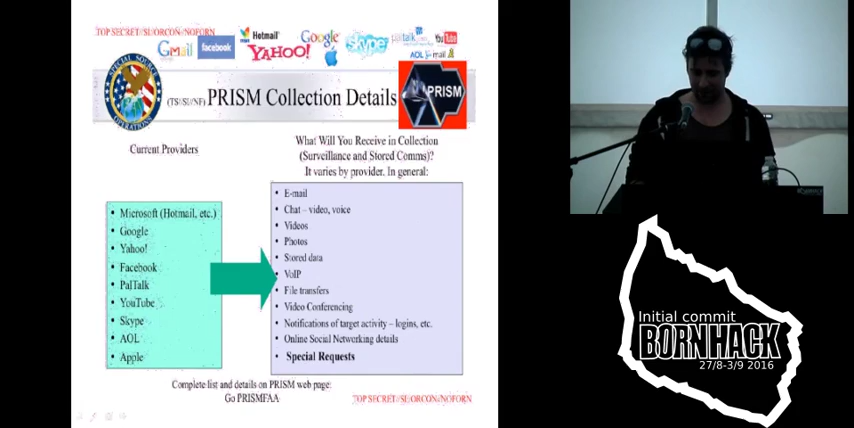 TOP SECRET//SI//ORCON//NOFORN
Gmail
facebook
Hotmail
YAHOO!
Google
skype
paltalk
YouTube
AOL mail
SPECIAL SOURCE OPERATIONS
(TS//SI//NF) PRISM Collection Details
PRISM
Current Providers
Microsoft (Hotmail, etc.)
Google
Yahoo!
Facebook
PalTalk
YouTube
Skype
AOL
Apple
What Will You Receive in Collection
(Surveillance and Stored Comms)?
It varies by provider. In general:
E-mail
Chat – video, voice
Videos
Photos
Stored data
VoIP
File transfers
Video Conferencing
Notifications of target activity – logins, etc.
Online Social Networking details
Special Requests
Complete list and details on PRISM web page:
Go PRISMFAA
TOP SECRET//SI//ORCON//NOFORN
Initial commit
BORNHACK
27/8-3/9 2016